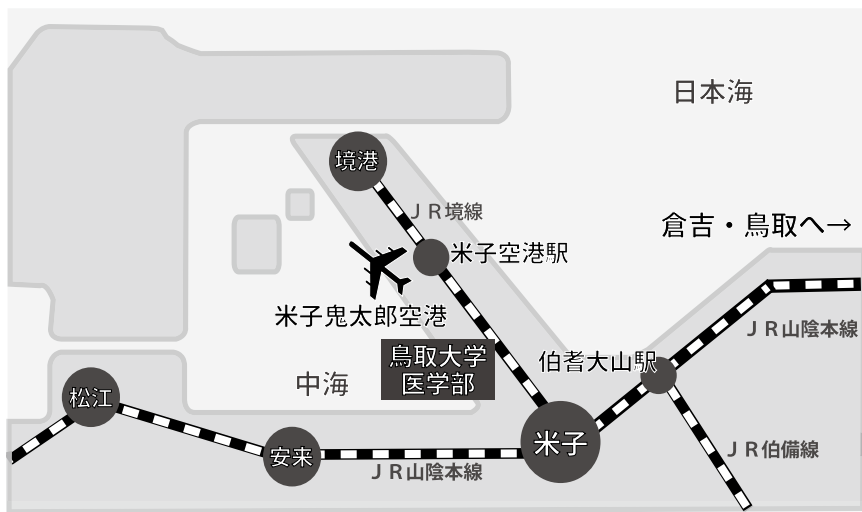 日本海
境港
ＪＲ境線
倉吉・鳥取へ→
米子空港駅
米子鬼太郎空港
ＪＲ山陰本線
鳥取大学
医学部
伯耆大山駅
中海
松江
安来
米子
ＪＲ伯備線
ＪＲ山陰本線